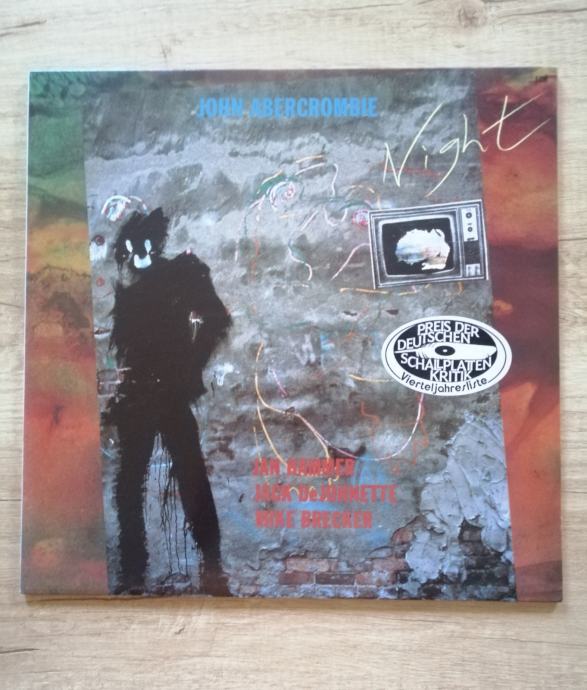 JOHN ABERCROMBIE
Night
PREIS DER
DEUTSCHEN
SCHALLPLATTEN
KRITIK
Vierteljahresliste
JAN HAMMER
JACK DeJOHNETTE
MIKE BRECKER